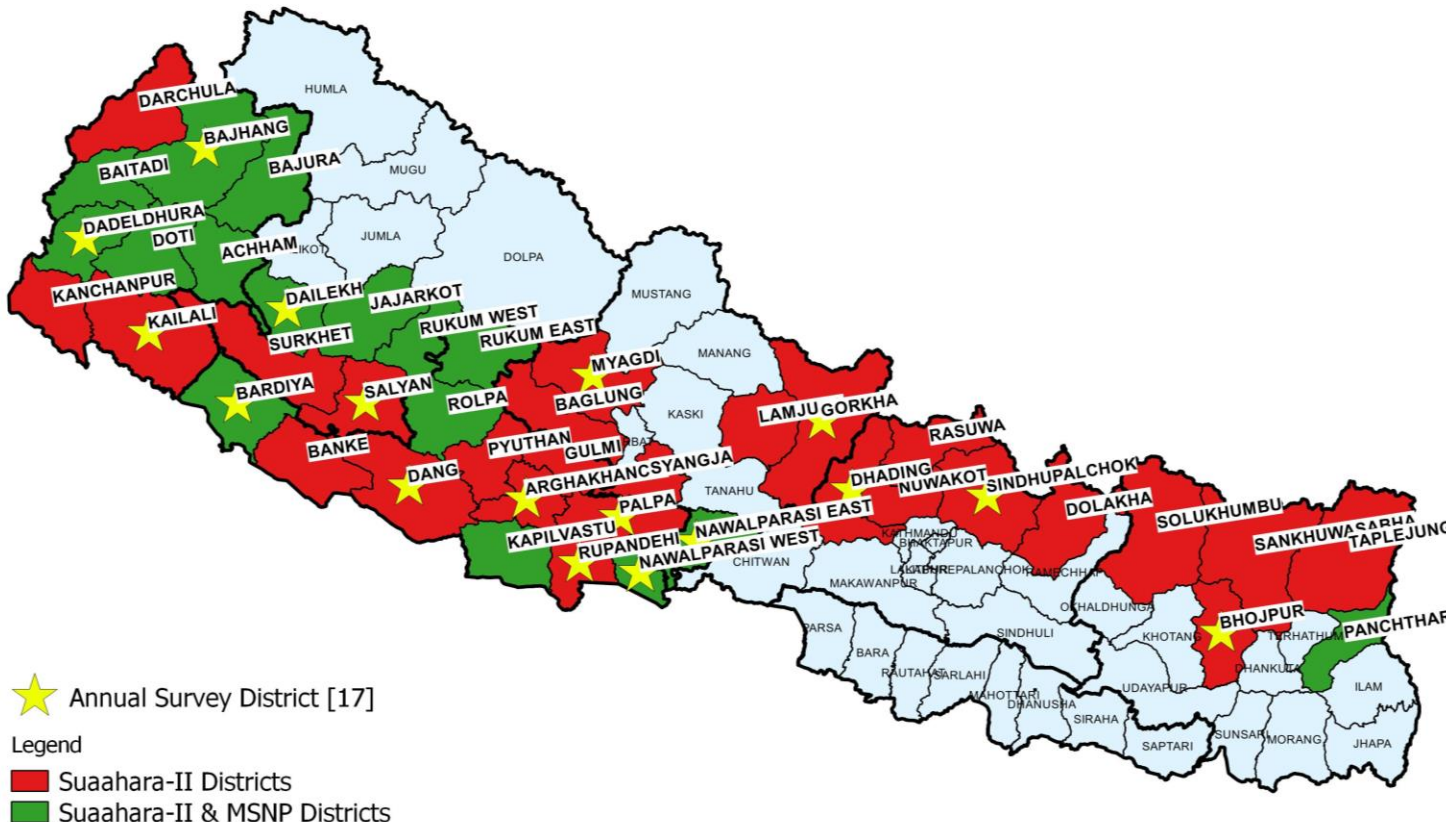 HUMLA
DARCHULA
BAJHANG
BAITADI
BAJURA
MUGU
DADELDHURA
DOTI
ACHHAM
JUMLA
DOLPA
KANCHANPUR
DAILEKH
JAJARKOT
MUSTANG
KAILALI
SURKHET
RUKUM WEST
RUKUM EAST
MYAGDI
MANANG
BARDIYA
SALYAN
ROLPA
BAGLUNG
KASKI
LAMJU
GORKHA
BANKE
PYUTHAN
GULMI
RASUWA
DANG
ARGHAKHANC
SYANGJA
TANAHU
DHADING
NUWAKOT
SINDHUPALCHOK
DOLAKHA
SOLUKHUMBU
SANKHUWASABHA
TAPLEJUNG
PALPA
KAPILVASTU
RUPANDEHI
NAWALPARASI EAST
NAWALPARASI WEST
CHITWAN
KATHMANDU
BHAKTAPUR
MAKAWANPUR
RAMECHHAP
OKHALDHUNGA
KHOTANG
BHOJPUR
TERHATHUM
PANCHTHAR
DHANKUTA
PARSA
SINDHULI
BARA
RAUTAHAT
SARLAHI
MAHOTTARI
DHANUSHA
SIRAHA
SAPTARI
UDAYAPUR
SUNSARI
MORANG
ILAM
JHAPA
Annual Survey District [17]
Legend
Suaahara-II Districts
Suaahara-II & MSNP Districts